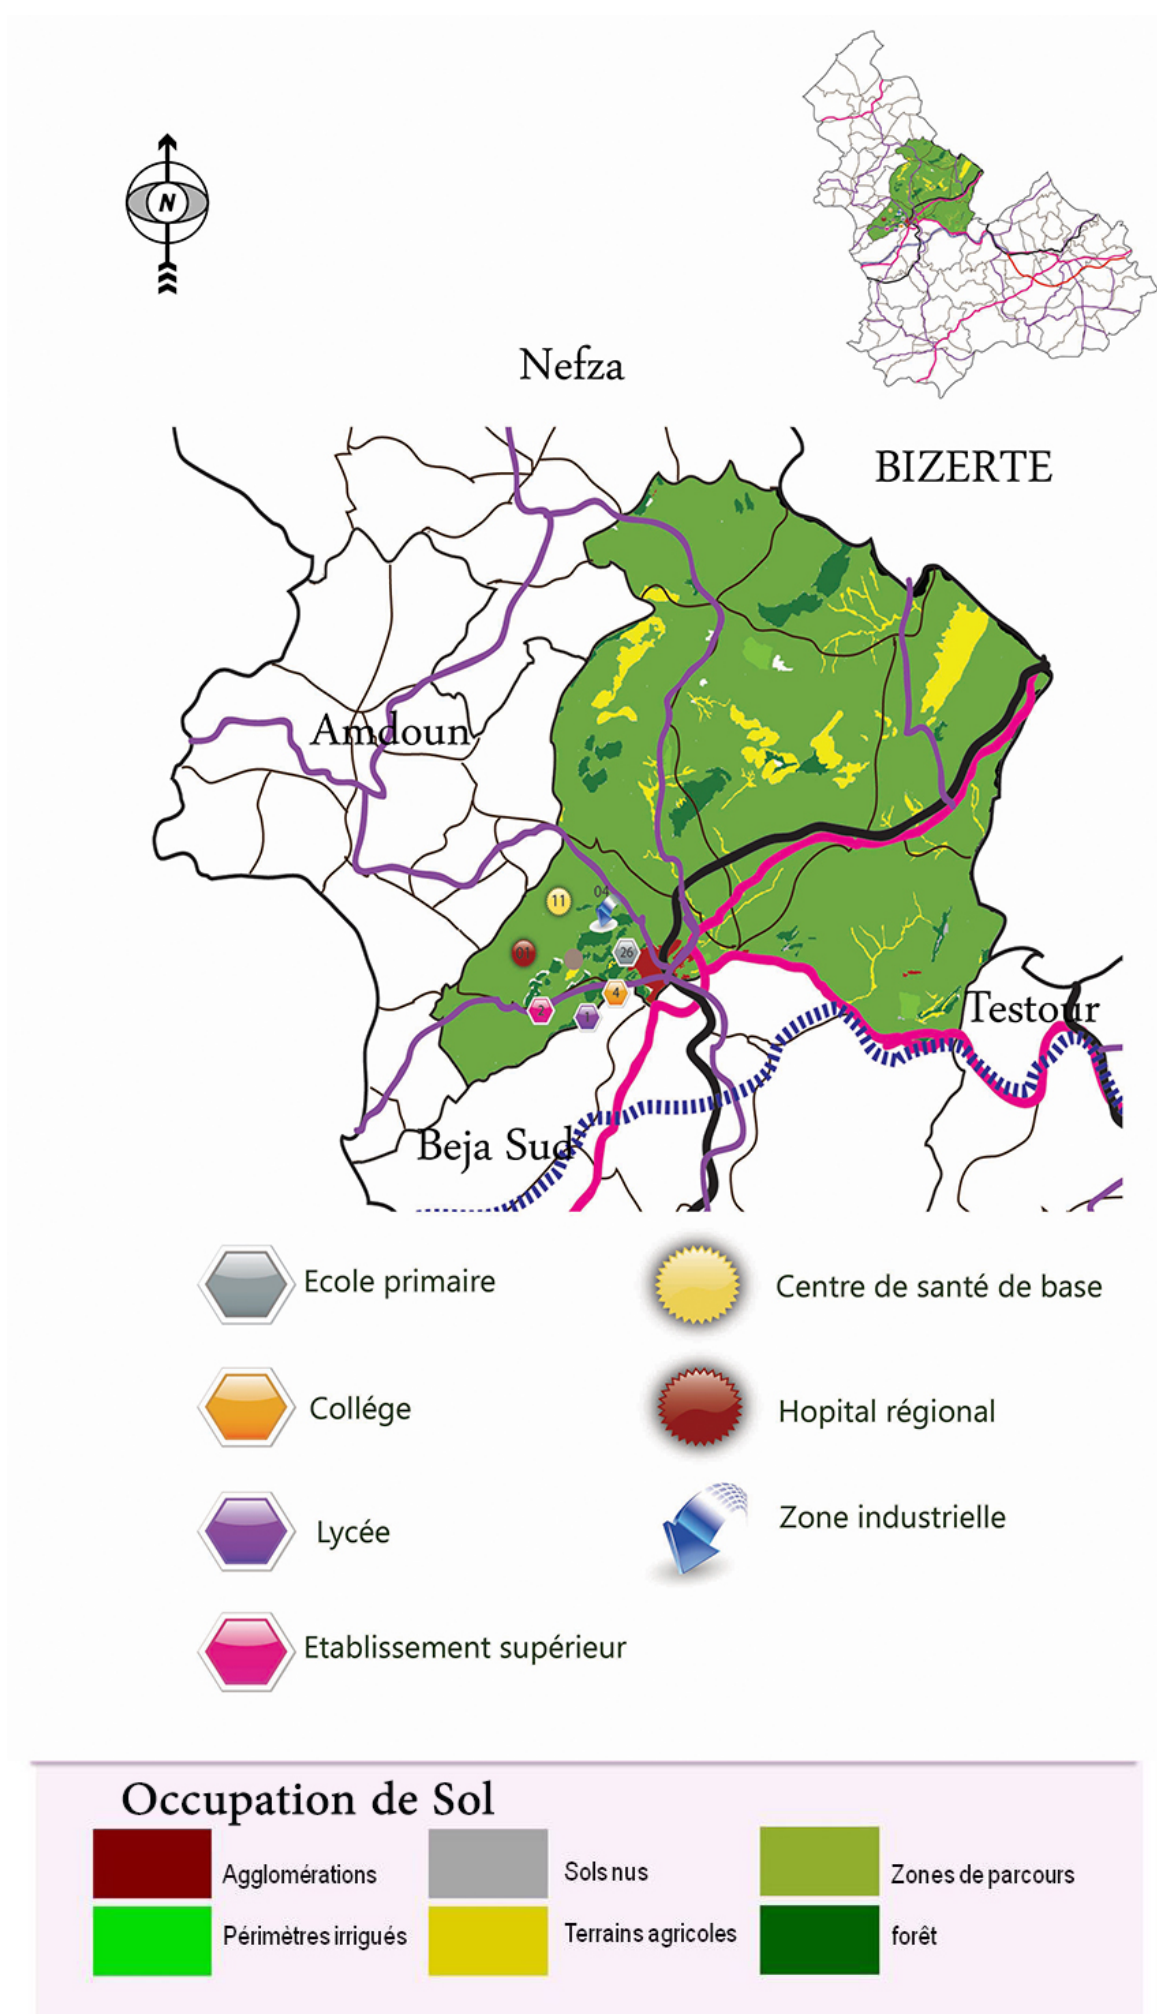 N
Nefza
BIZERTE
Amdoun
11
04
01
26
4
2
1
Testour
Beja Sud
Ecole primaire
Centre de santé de base
Collége
Hopital régional
Lycée
Zone industrielle
Etablissement supérieur
Occupation de Sol
Agglomérations
Sols nus
Zones de parcours
Périmètres irrigués
Terrains agricoles
forêt